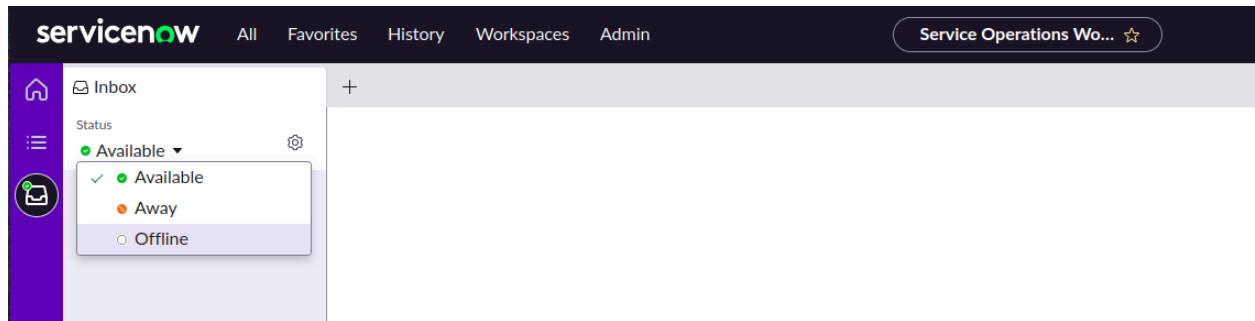 servicenow All Favorites History Workspaces Admin Service Operations Wo...
Inbox
Status
Available
Available
Away
Offline